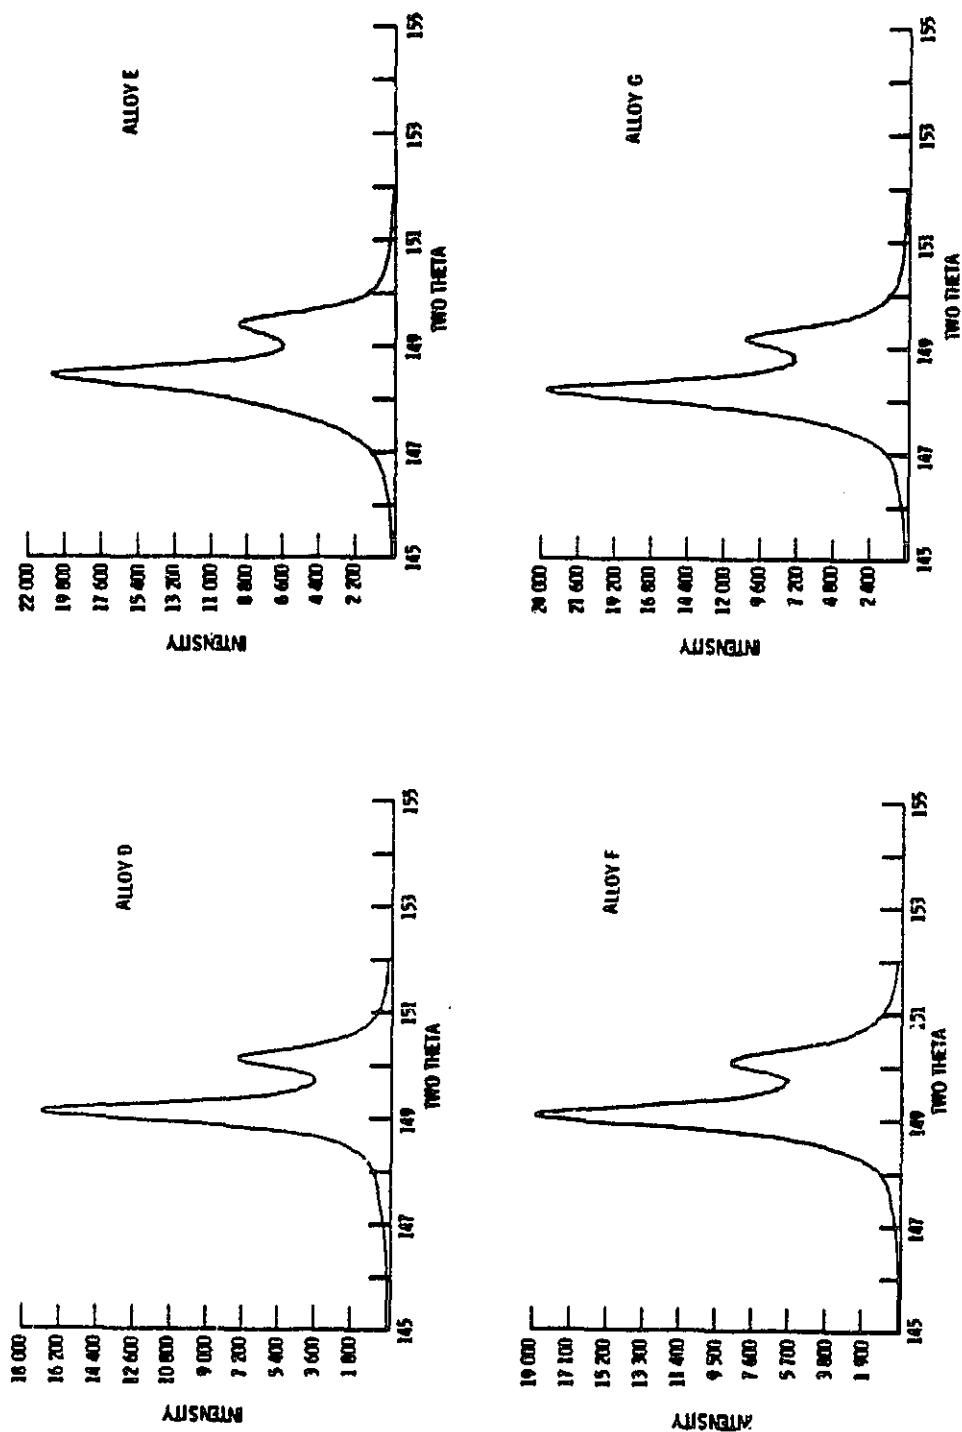 ALLOY D
INTENSITY
18 000
16 200
14 400
12 600
10 800
9 000
7 200
5 400
3 600
1 800
145 147 149 151 153 155
TWO THETA
ALLOY E
INTENSITY
22 000
19 800
17 600
15 400
13 200
11 000
8 800
6 600
4 400
2 200
145 147 149 151 153 155
TWO THETA
ALLOY F
INTENSITY
19 000
17 100
15 200
13 300
11 400
9 500
7 600
5 700
3 800
1 900
145 147 149 151 153 155
TWO THETA
ALLOY G
INTENSITY
24 000
21 600
19 200
16 800
14 400
12 000
9 600
7 200
4 800
2 400
145 147 149 151 153 155
TWO THETA